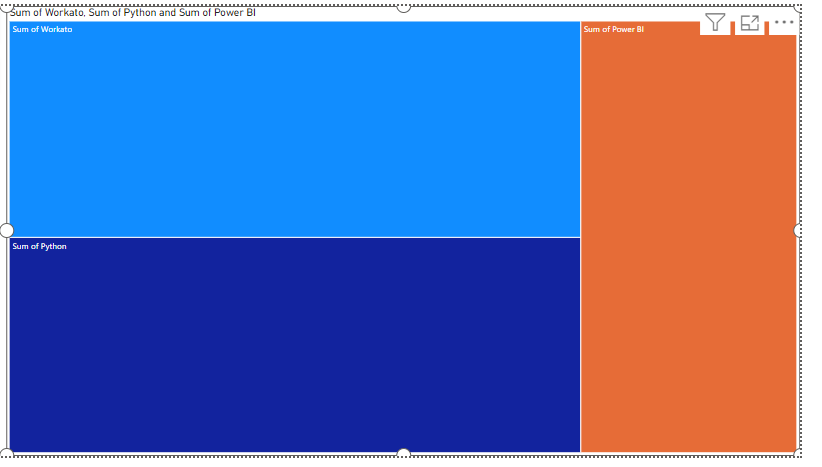 Sum of Workato, Sum of Python and Sum of Power BI
Sum of Workato
Sum of Power BI
Sum of Python